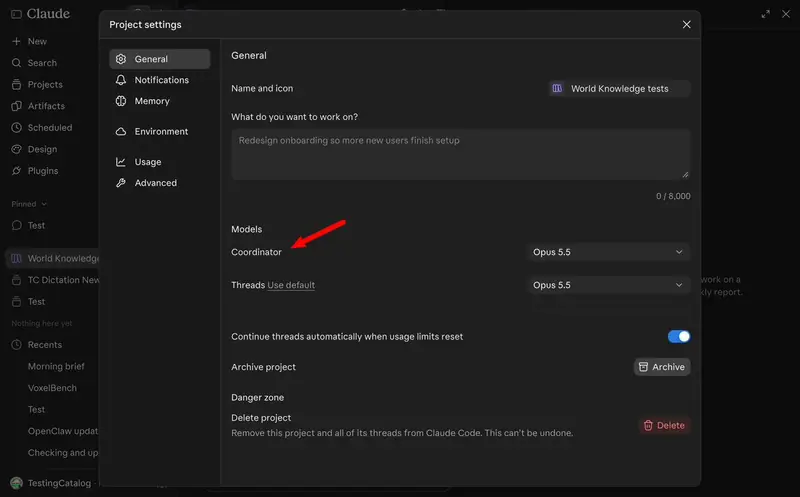 Claude
New
Search
Projects
Artifacts
Scheduled
Design
Plugins
Pinned
Test
World Knowledge
TC Dictation New
Test
Nothing here yet
Recents
Morning brief
VoxelBench
Test
OpenClaw updat
Checking and up
TestingCatalog
Project settings
General
Notifications
Memory
Environment
Usage
Advanced
General
Name and icon
World Knowledge tests
What do you want to work on?
Redesign onboarding so more new users finish setup
0 / 8,000
Models
Coordinator
Opus 5.5
Threads Use default
Opus 5.5
Continue threads automatically when usage limits reset
Archive project
Archive
Danger zone
Delete project
Remove this project and all of its threads from Claude Code. This can't be undone.
Delete
work on a
kly report.